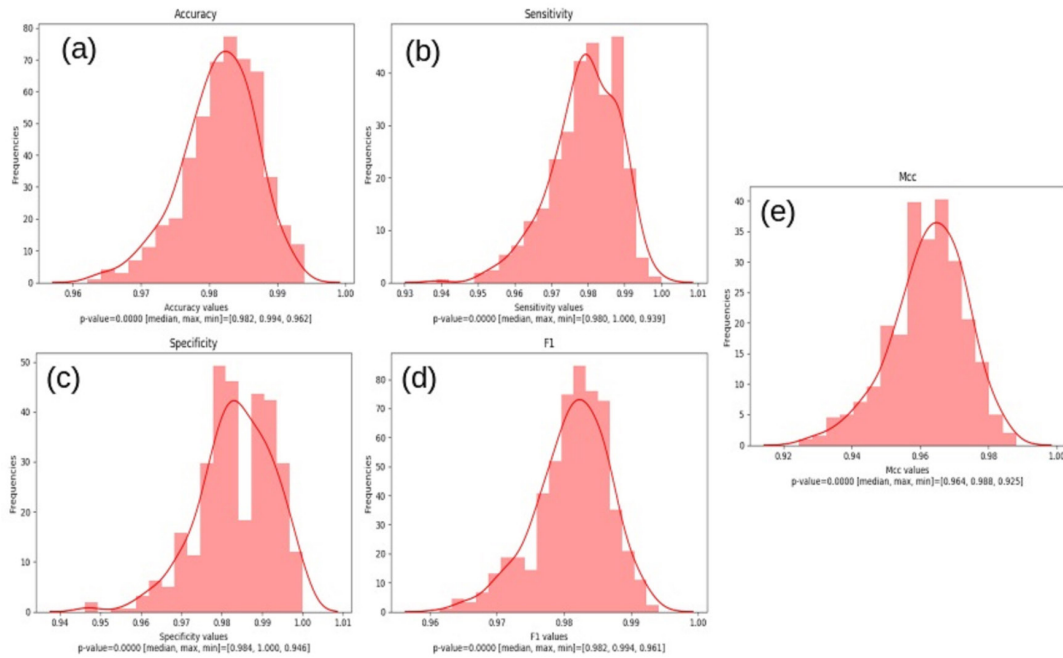 Accuracy
(a)
Frequencies
80
70
60
50
40
30
20
10
0
0.96 0.97 0.98 0.99 1.00
Accuracy values
p-value=0.0000 [median, max, min]=[0.982, 0.994, 0.962]
Sensitivity
(b)
Frequencies
40
30
20
10
0
0.93 0.94 0.95 0.96 0.97 0.98 0.99 1.00 1.01
Sensitivity values
p-value=0.0000 [median, max, min]=[0.980, 1.000, 0.939]
Specificity
(c)
Frequencies
50
40
30
20
10
0
0.94 0.95 0.96 0.97 0.98 0.99 1.00 1.01
Specificity values
p-value=0.0000 [median, max, min]=[0.984, 1.000, 0.946]
F1
(d)
Frequencies
80
70
60
50
40
30
20
10
0
0.96 0.97 0.98 0.99 1.00
F1 values
p-value=0.0000 [median, max, min]=[0.982, 0.994, 0.961]
Mcc
(e)
Frequencies
40
35
30
25
20
15
10
5
0
0.92 0.94 0.96 0.98 1.00
Mcc values
p-value=0.0000 [median, max, min]=[0.964, 0.988, 0.925]